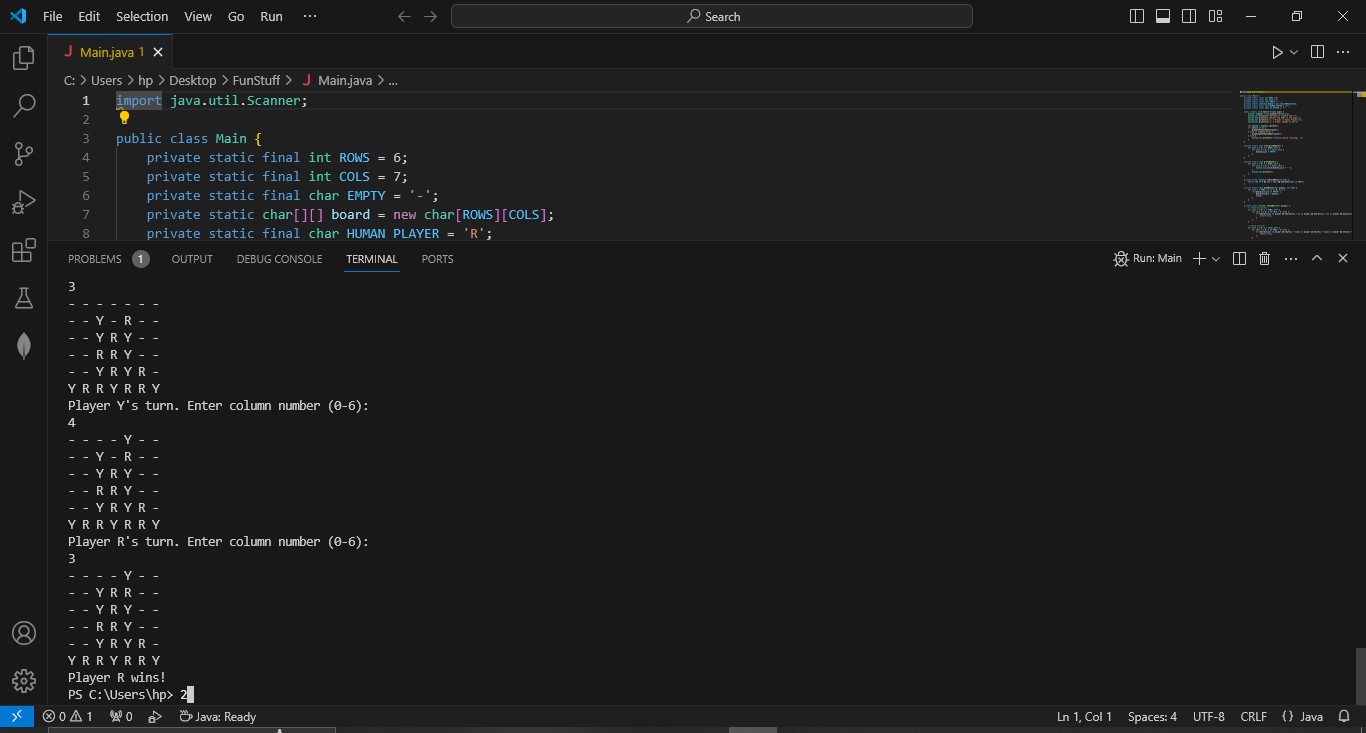 File Edit Selection View Go Run ··· Search
Main.java 1
C: > Users > hp > Desktop > FunStuff > Main.java > ...
1 import java.util.Scanner;
2
3 public class Main {
4 private static final int ROWS = 6;
5 private static final int COLS = 7;
6 private static final char EMPTY = '-';
7 private static char[][] board = new char[ROWS][COLS];
8 private static final char HUMAN_PLAYER = 'R';
PROBLEMS 1 OUTPUT DEBUG CONSOLE TERMINAL PORTS Run: Main
3
- - - - - - -
- - Y - R - -
- - Y R Y - -
- - R R Y - -
- - Y R Y R -
Y R R Y R R Y
Player Y's turn. Enter column number (0-6):
4
- - - - Y - -
- - Y - R - -
- - Y R Y - -
- - R R Y - -
- - Y R Y R -
Y R R Y R R Y
Player R's turn. Enter column number (0-6):
3
- - - - Y - -
- - Y R R - -
- - Y R Y - -
- - R R Y - -
- - Y R Y R -
Y R R Y R R Y
Player R wins!
PS C:\Users\hp> 2
0 1 0 Java: Ready Ln 1, Col 1 Spaces: 4 UTF-8 CRLF {} Java